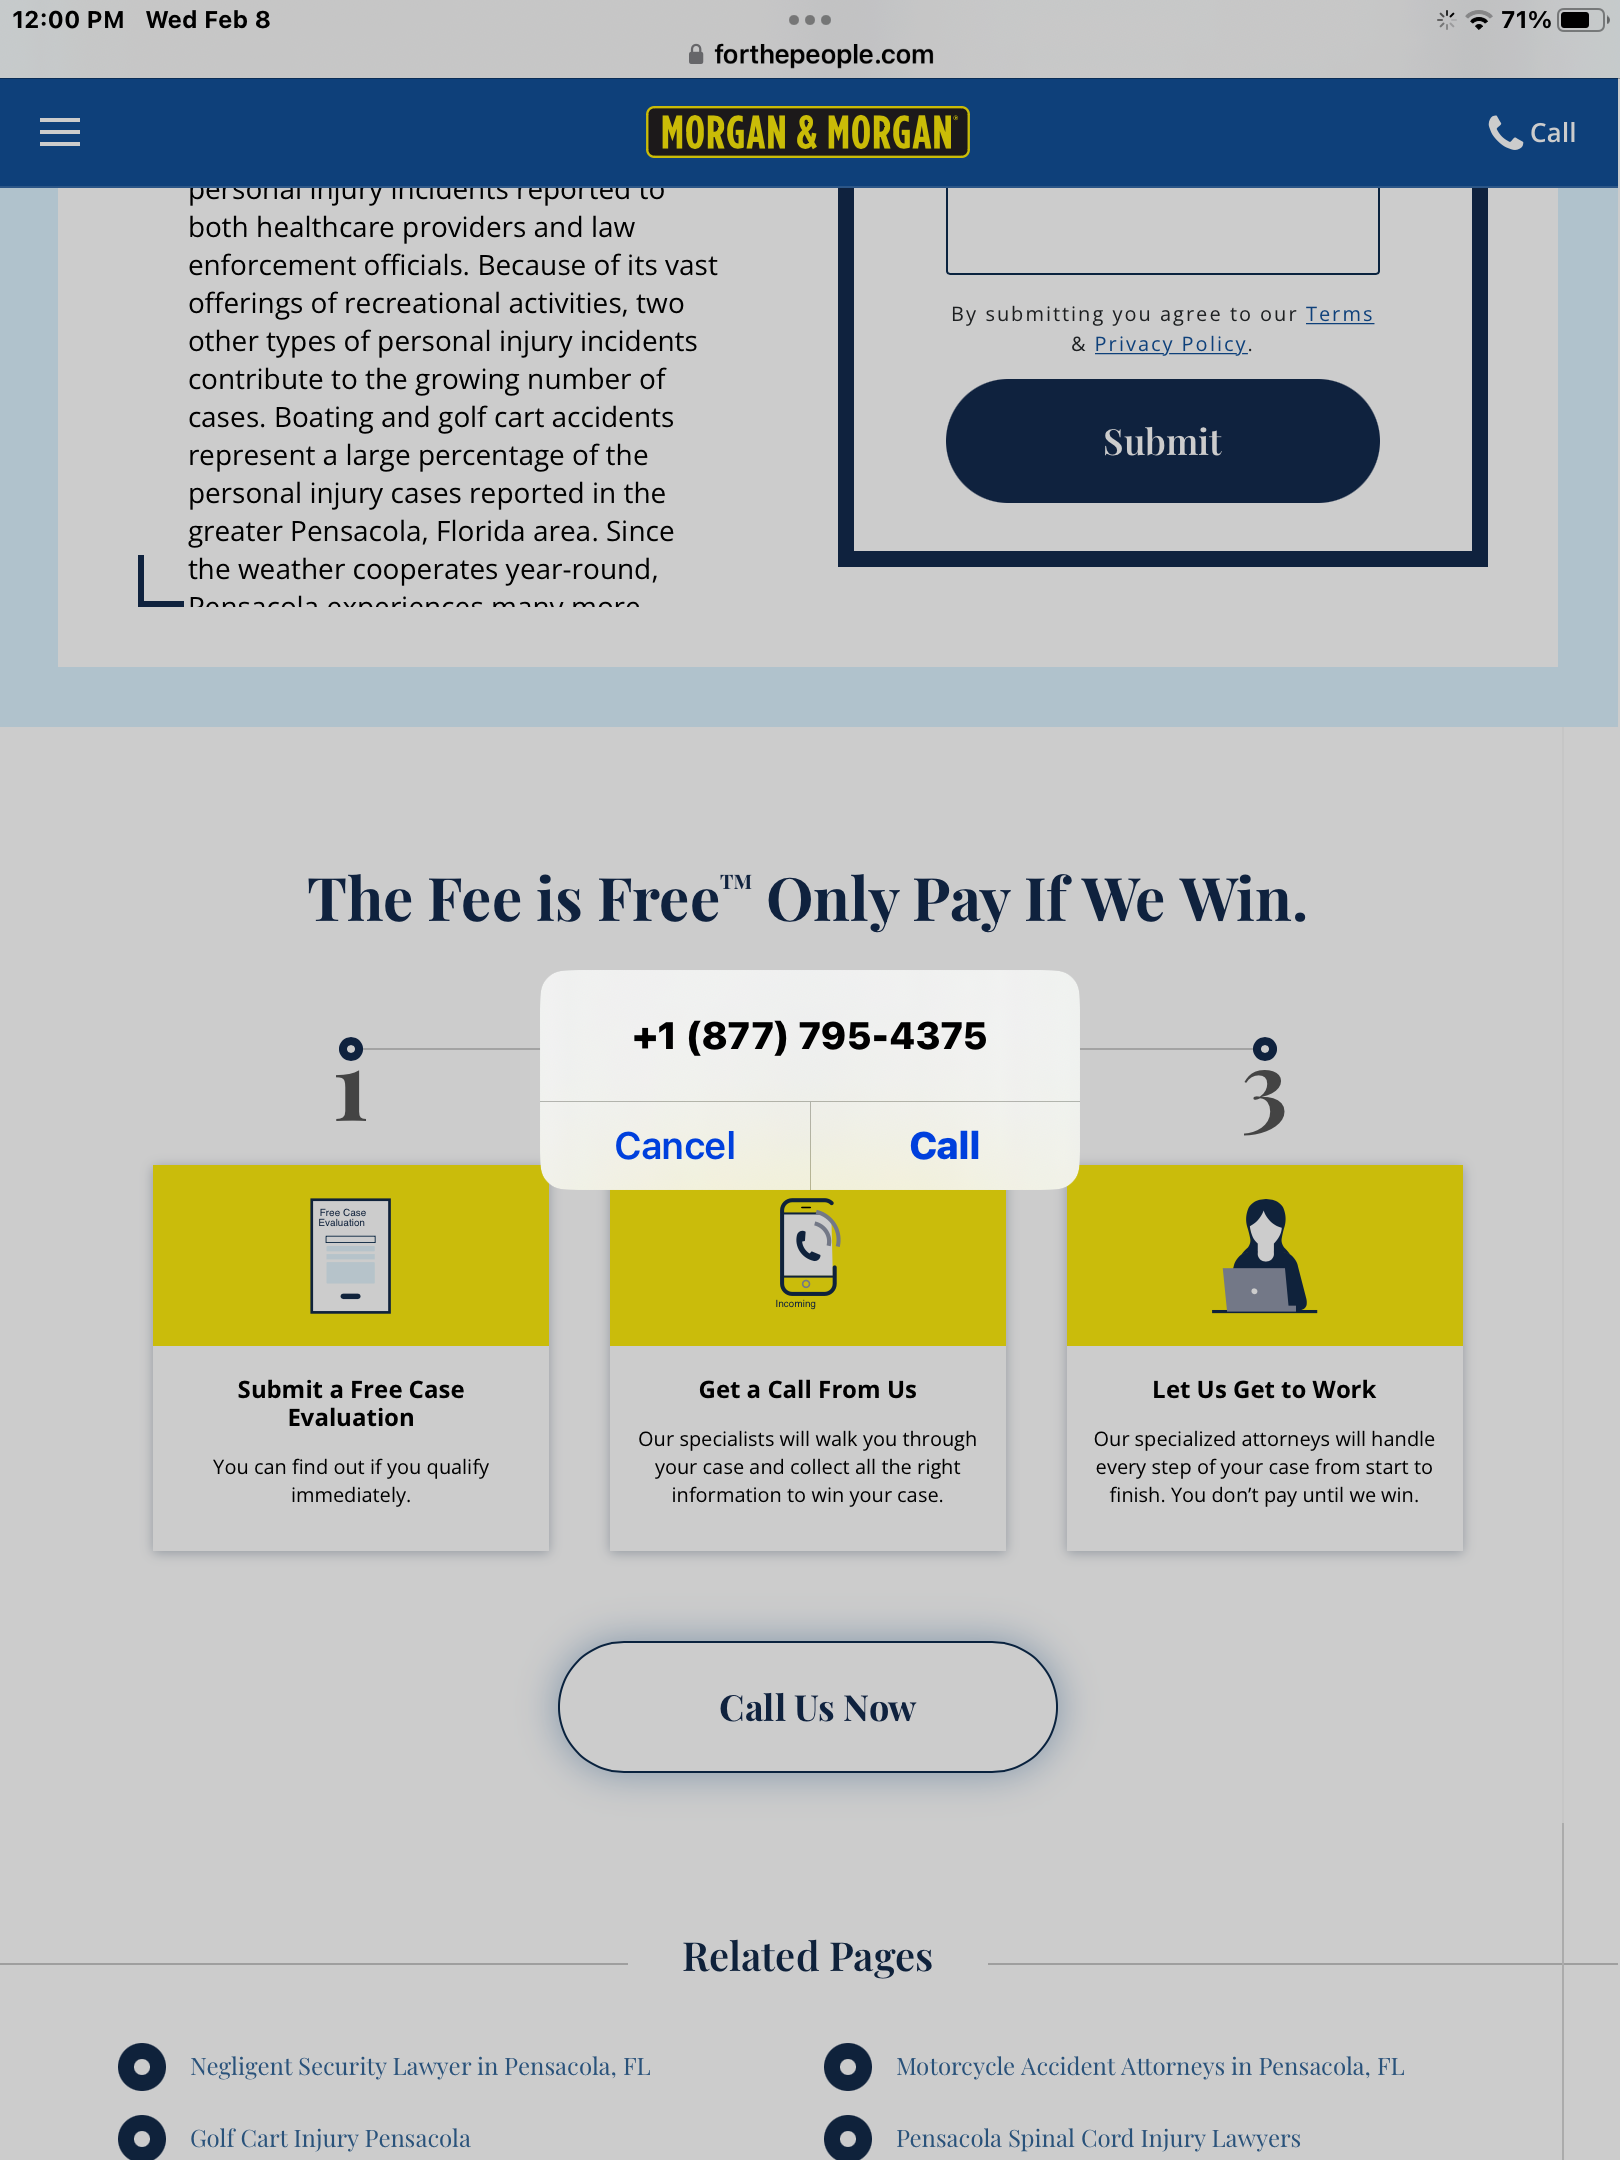 12:00 PM Wed Feb 8
71%
forthepeople.com
MORGAN & MORGAN®
Call
personal injury incidents reported to
both healthcare providers and law
enforcement officials. Because of its vast
offerings of recreational activities, two
other types of personal injury incidents
contribute to the growing number of
cases. Boating and golf cart accidents
represent a large percentage of the
personal injury cases reported in the
greater Pensacola, Florida area. Since
the weather cooperates year-round,
Pensacola experiences many more
By submitting you agree to our Terms
& Privacy Policy.
Submit
The Fee is Free™ Only Pay If We Win.
+1 (877) 795-4375
Cancel
Call
1
3
Free Case
Evaluation
Incoming
Submit a Free Case
Evaluation
You can find out if you qualify
immediately.
Get a Call From Us
Our specialists will walk you through
your case and collect all the right
information to win your case.
Let Us Get to Work
Our specialized attorneys will handle
every step of your case from start to
finish. You don’t pay until we win.
Call Us Now
Related Pages
Negligent Security Lawyer in Pensacola, FL
Motorcycle Accident Attorneys in Pensacola, FL
Golf Cart Injury Pensacola
Pensacola Spinal Cord Injury Lawyers